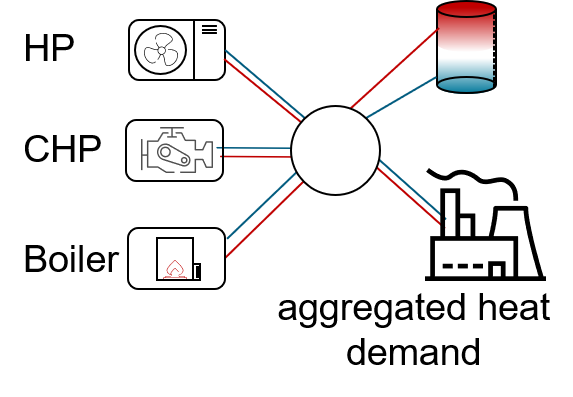 HP
CHP
Boiler
aggregated heat
demand